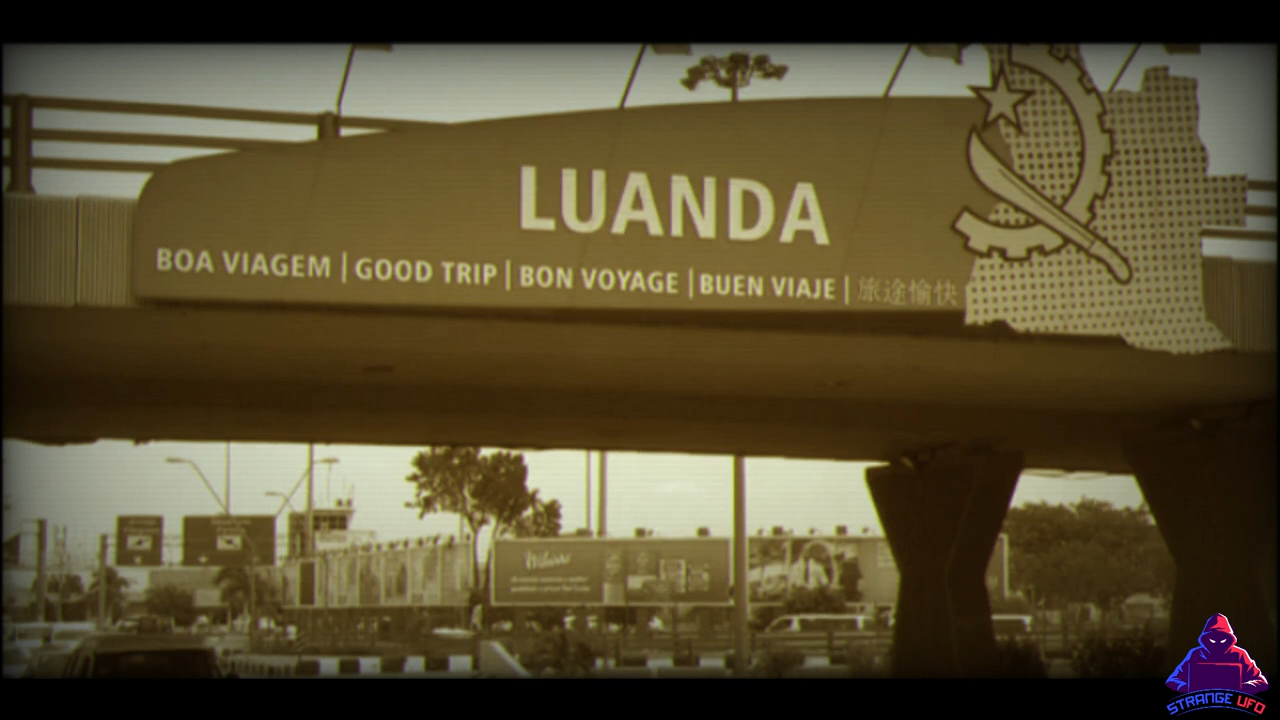 LUANDA
BOA VIAGEM | GOOD TRIP | BON VOYAGE | BUEN VIAJE | 旅途愉快
STRANGE UFO